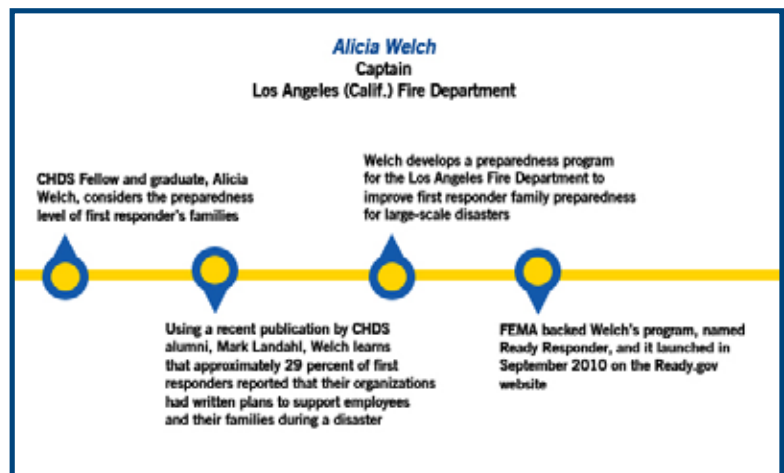 Alicia Welch
Captain
Los Angeles (Calif.) Fire Department
CHDS Fellow and graduate, Alicia
Welch, considers the preparedness
level of first responder's families
Using a recent publication by CHDS
alumni, Mark Landahl, Welch learns
that approximately 29 percent of first
responders reported that their organizations
had written plans to support employees
and their families during a disaster
Welch develops a preparedness program
for the Los Angeles Fire Department to
improve first responder family preparedness
for large-scale disasters
FEMA backed Welch's program, named
Ready Responder, and it launched in
September 2010 on the Ready.gov
website